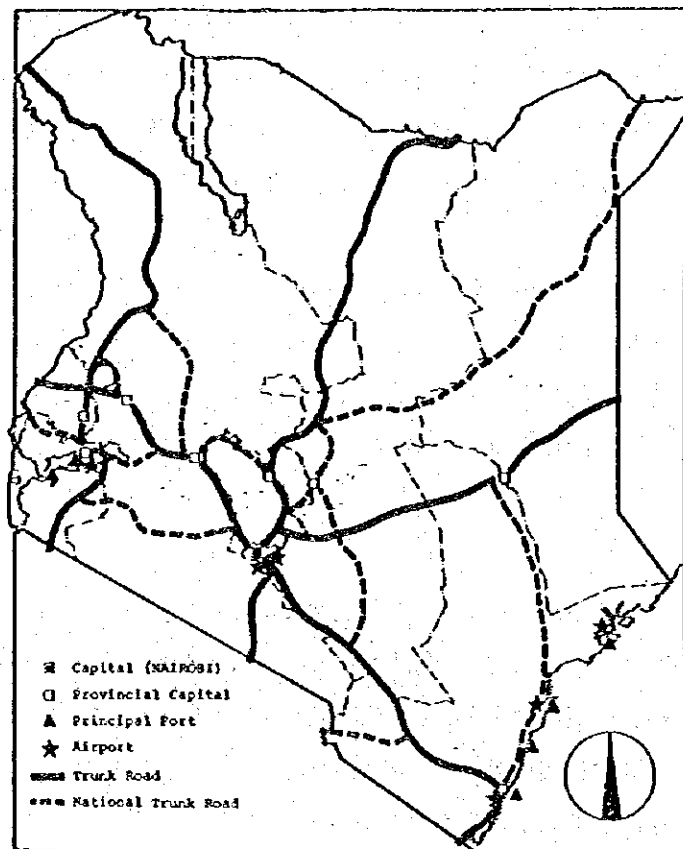 Capital (NAIROBI)
Provincial Capital
Principal Port
Airport
Trunk Road
National Trunk Road